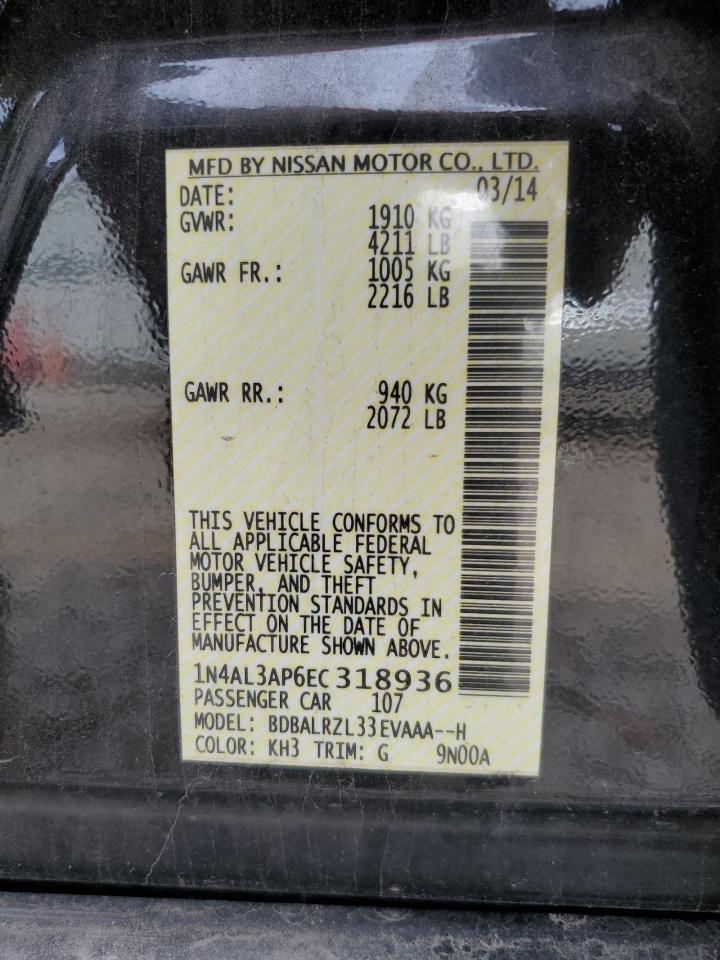 MFD BY NISSAN MOTOR CO., LTD.
DATE: 03/14
GVWR: 1910 KG
4211 LB
GAWR FR.: 1005 KG
2216 LB
GAWR RR.: 940 KG
2072 LB
THIS VEHICLE CONFORMS TO
ALL APPLICABLE FEDERAL
MOTOR VEHICLE SAFETY,
BUMPER, AND THEFT
PREVENTION STANDARDS IN
EFFECT ON THE DATE OF
MANUFACTURE SHOWN ABOVE.
1N4AL3AP6EC318936
PASSENGER CAR 107
MODEL: BDBALRZL33EVAAA--H
COLOR: KH3 TRIM: G 9N00A